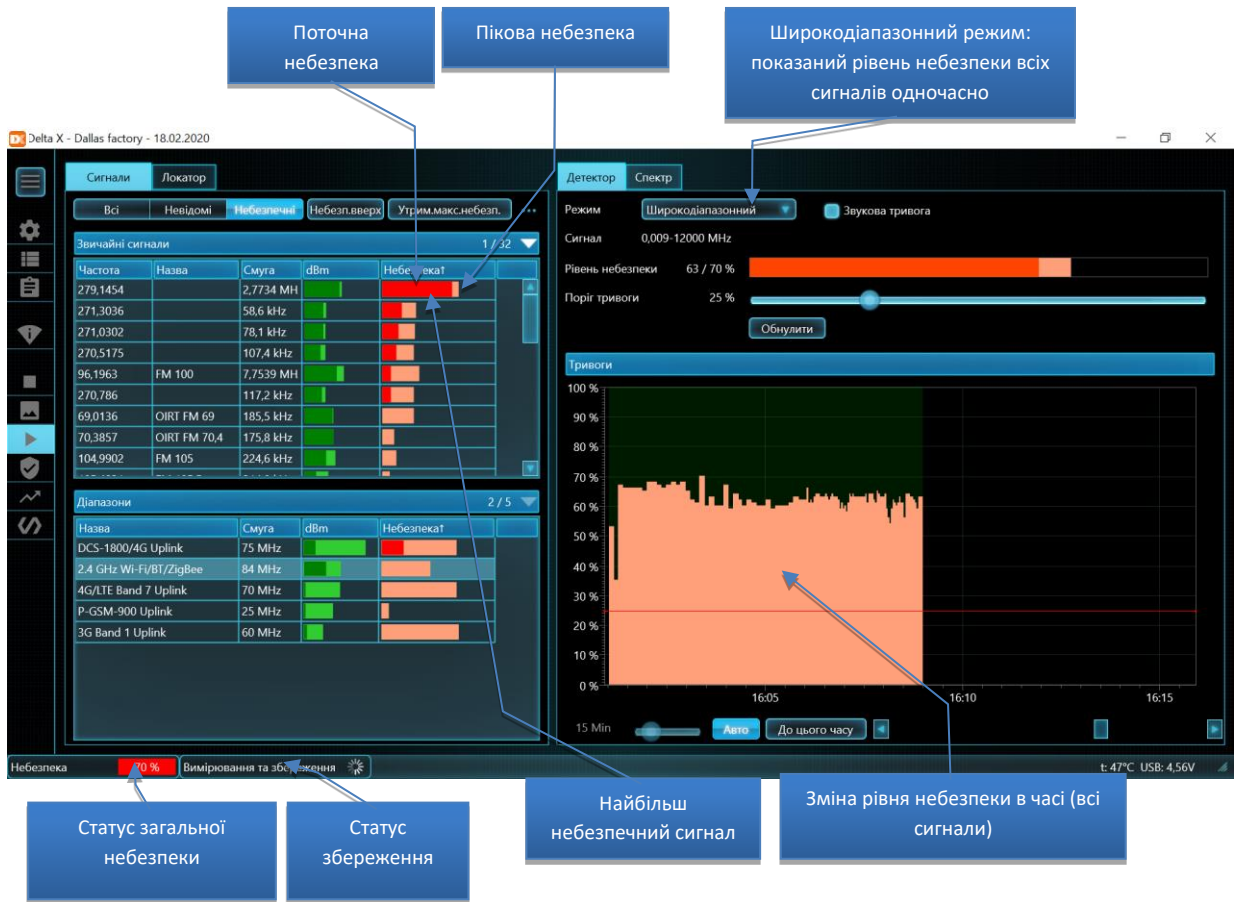 Поточна
небезпека
Пікова небезпека
Широкодіапазонний режим:
показаний рівень небезпеки всіх
сигналів одночасно
Delta X - Dallas factory - 18.02.2020
Сигнали Локатор
Всі Невідомі Небезпечні Небезп.вверх Утрим.макс.небезп. ...
Звичайні сигнали 1 / 32
Частота Назва Смуга dBm Небезпека↑
279,1454 2,7734 MH
271,3036 58,6 kHz
271,0302 78,1 kHz
270,5175 107,4 kHz
96,1963 FM 100 7,7539 MH
270,786 117,2 kHz
69,0136 OIRT FM 69 185,5 kHz
70,3857 OIRT FM 70,4 175,8 kHz
104,9902 FM 105 224,6 kHz
Діапазони 2 / 5
Назва Смуга dBm Небезпека↑
DCS-1800/4G Uplink 75 MHz
2.4 GHz Wi-Fi/BT/ZigBee 84 MHz
4G/LTE Band 7 Uplink 70 MHz
P-GSM-900 Uplink 25 MHz
3G Band 1 Uplink 60 MHz
Детектор Спектр
Режим Широкодіапазонний Звукова тривога
Сигнал 0,009-12000 MHz
Рівень небезпеки 63 / 70 %
Поріг тривоги 25 %
Обнулити
Тривоги
100 %
90 %
80 %
70 %
60 %
50 %
40 %
30 %
20 %
10 %
0 %
16:05 16:10 16:15
15 Min Авто До цього часу
Небезпека 70 % Вимірювання та збереження t: 47°C USB: 4,56V
Статус загальної
небезпеки
Статус
збереження
Найбільш
небезпечний сигнал
Зміна рівня небезпеки в часі (всі
сигнали)